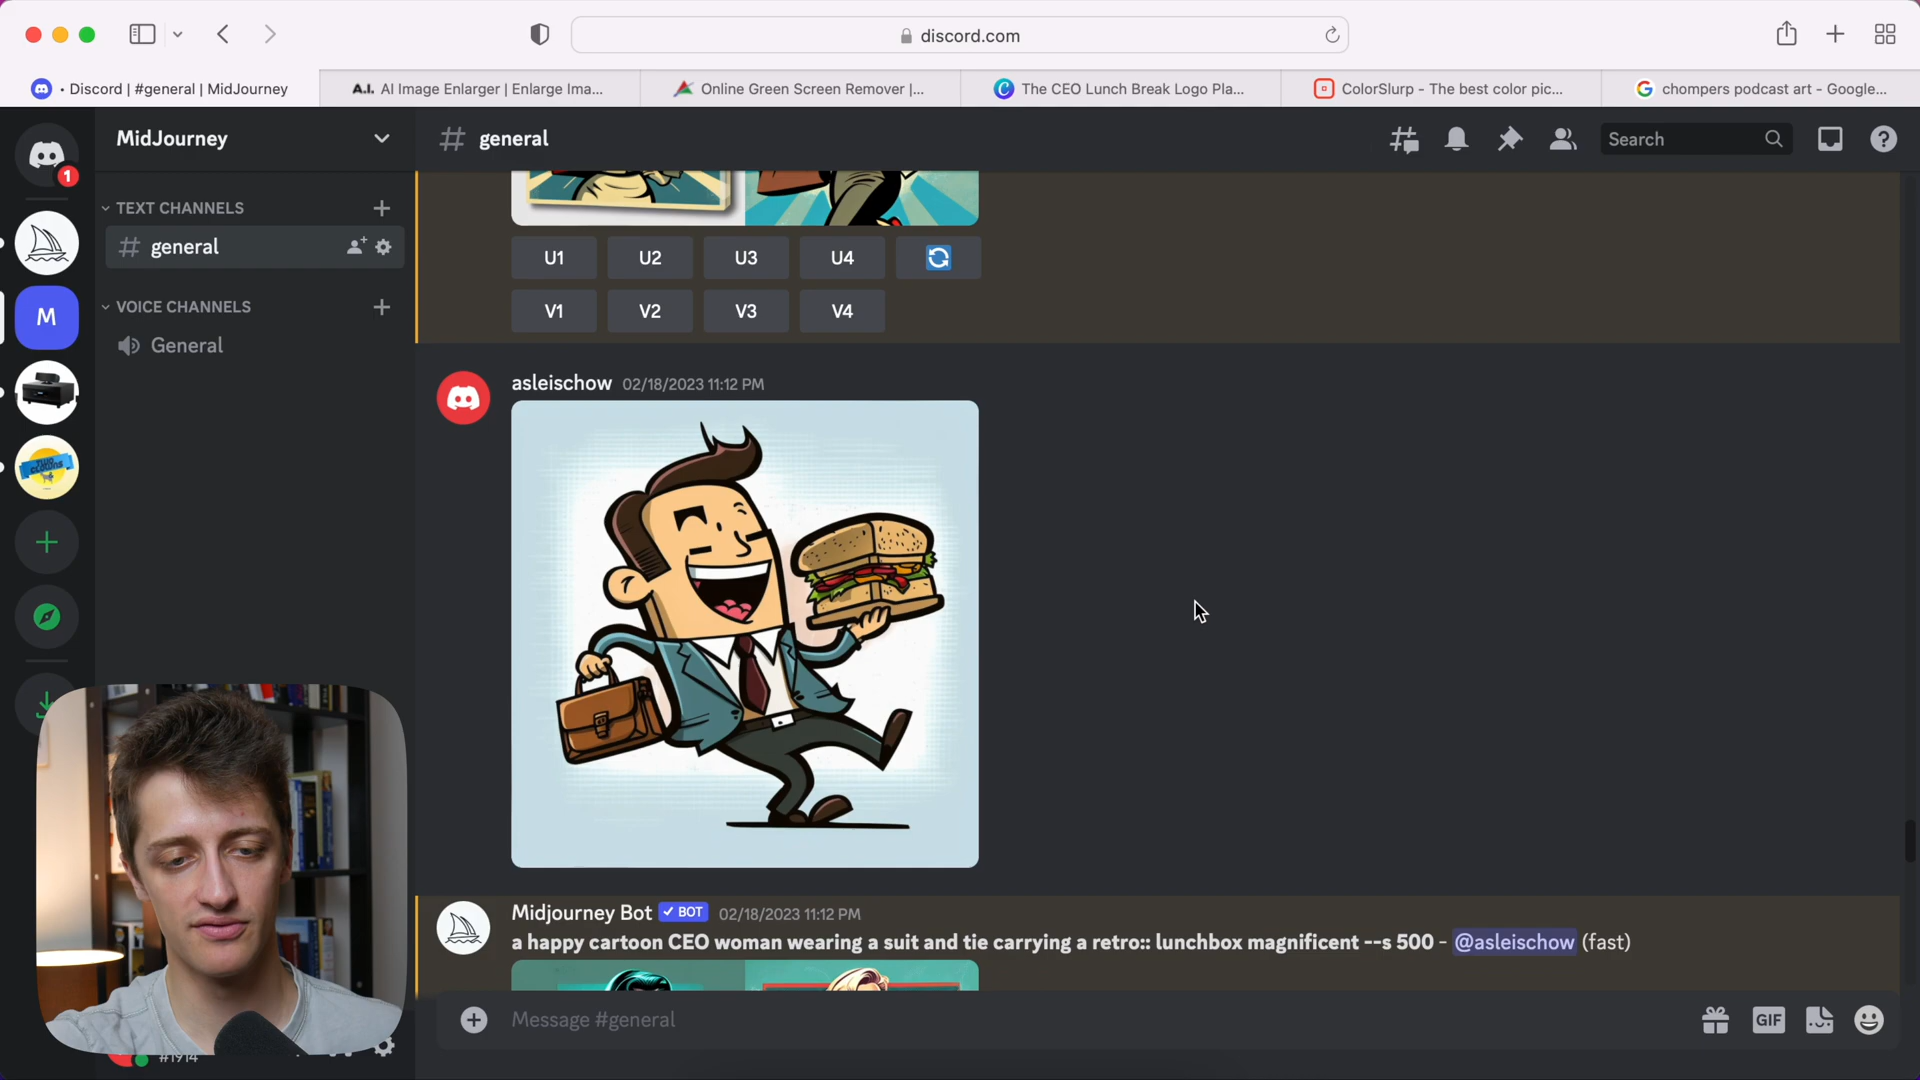 discord.com
• Discord | #general | MidJourney
A.I. AI Image Enlarger | Enlarge Ima...
Online Green Screen Remover |...
C The CEO Lunch Break Logo Pla...
ColorSlurp - The best color pic...
G chompers podcast art - Google...
1
MidJourney
# general
Search
TEXT CHANNELS
# general
VOICE CHANNELS
General
M
TWO CLOWNS
U1 U2 U3 U4
V1 V2 V3 V4
asleischow 02/18/2023 11:12 PM
Midjourney Bot ✓ BOT 02/18/2023 11:12 PM
a happy cartoon CEO woman wearing a suit and tie carrying a retro:: lunchbox magnificent --s 500 - @asleischow (fast)
Message #general
GIF
#1914